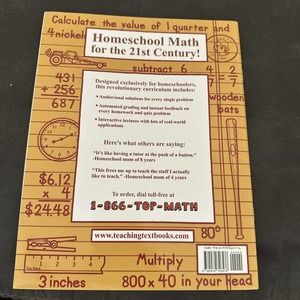 Calculate the value of 1 quarter and
4 nickels
Homeschool Math
for the 21st Century!
subtract 6
431
+ 256
687
Designed exclusively for homeschoolers,
this revolutionary curriculum includes:
Audiovisual solutions for every single problem
Automated grading and instant feedback on
every homework and quiz problem
Interactive lectures with lots of real-world
applications
wooden
bats
Here's what others are saying:
"It's like having a tutor at the push of a button."
-Homeschool mom of 8 years
"This frees me up to teach the stuff I actually
like to teach." -Homeschool mom of 4 years
$6.12
x 4
$24.48
To order, dial toll-free at
1-866-TOP-MATH
www.teachingtextbooks.com
80°
Multiply
3 inches
800 x 40 in your head
Inches